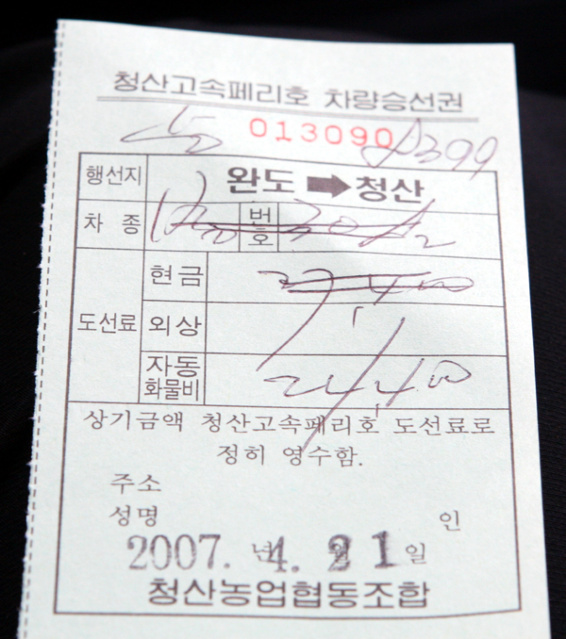 청산고속페리호 차량승선권
013090 8399
행선지 완도 ➡ 청산
차 종 번호
도선료 현금
외상
자동화물비
상기금액 청산고속페리호 도선료로
정히 영수함.
주소
성명 인
2007. 년 4. 21 일
청산농업협동조합